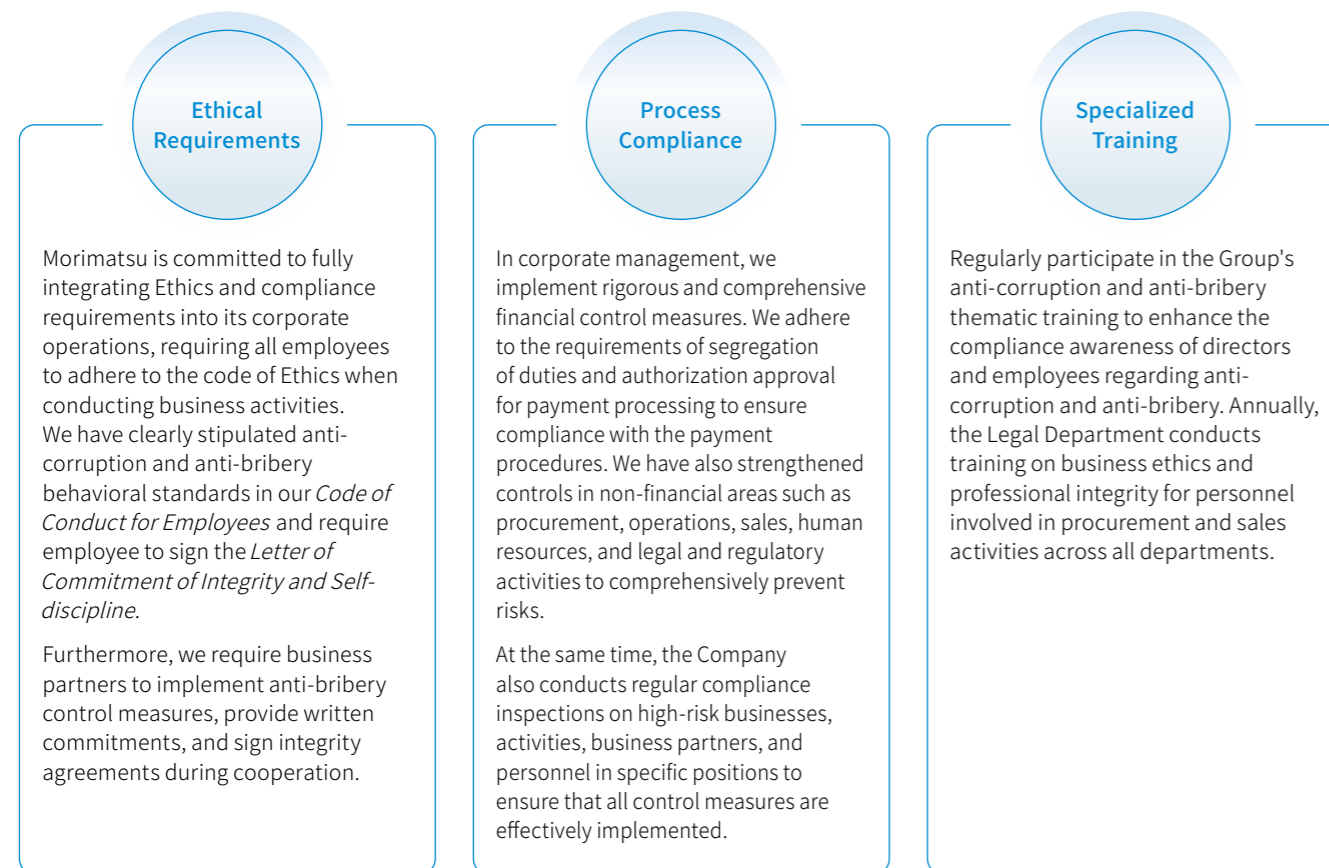 Ethical
Requirements
Morimatsu is committed to fully
integrating Ethics and compliance
requirements into its corporate
operations, requiring all employees
to adhere to the code of Ethics when
conducting business activities.
We have clearly stipulated anti-
corruption and anti-bribery
behavioral standards in our Code of
Conduct for Employees and require
employee to sign the Letter of
Commitment of Integrity and Self-
discipline.
Furthermore, we require business
partners to implement anti-bribery
control measures, provide written
commitments, and sign integrity
agreements during cooperation.
Process
Compliance
In corporate management, we
implement rigorous and comprehensive
financial control measures. We adhere
to the requirements of segregation
of duties and authorization approval
for payment processing to ensure
compliance with the payment
procedures. We have also strengthened
controls in non-financial areas such as
procurement, operations, sales, human
resources, and legal and regulatory
activities to comprehensively prevent
risks.
At the same time, the Company
also conducts regular compliance
inspections on high-risk businesses,
activities, business partners, and
personnel in specific positions to
ensure that all control measures are
effectively implemented.
Specialized
Training
Regularly participate in the Group's
anti-corruption and anti-bribery
thematic training to enhance the
compliance awareness of directors
and employees regarding anti-
corruption and anti-bribery. Annually,
the Legal Department conducts
training on business ethics and
professional integrity for personnel
involved in procurement and sales
activities across all departments.